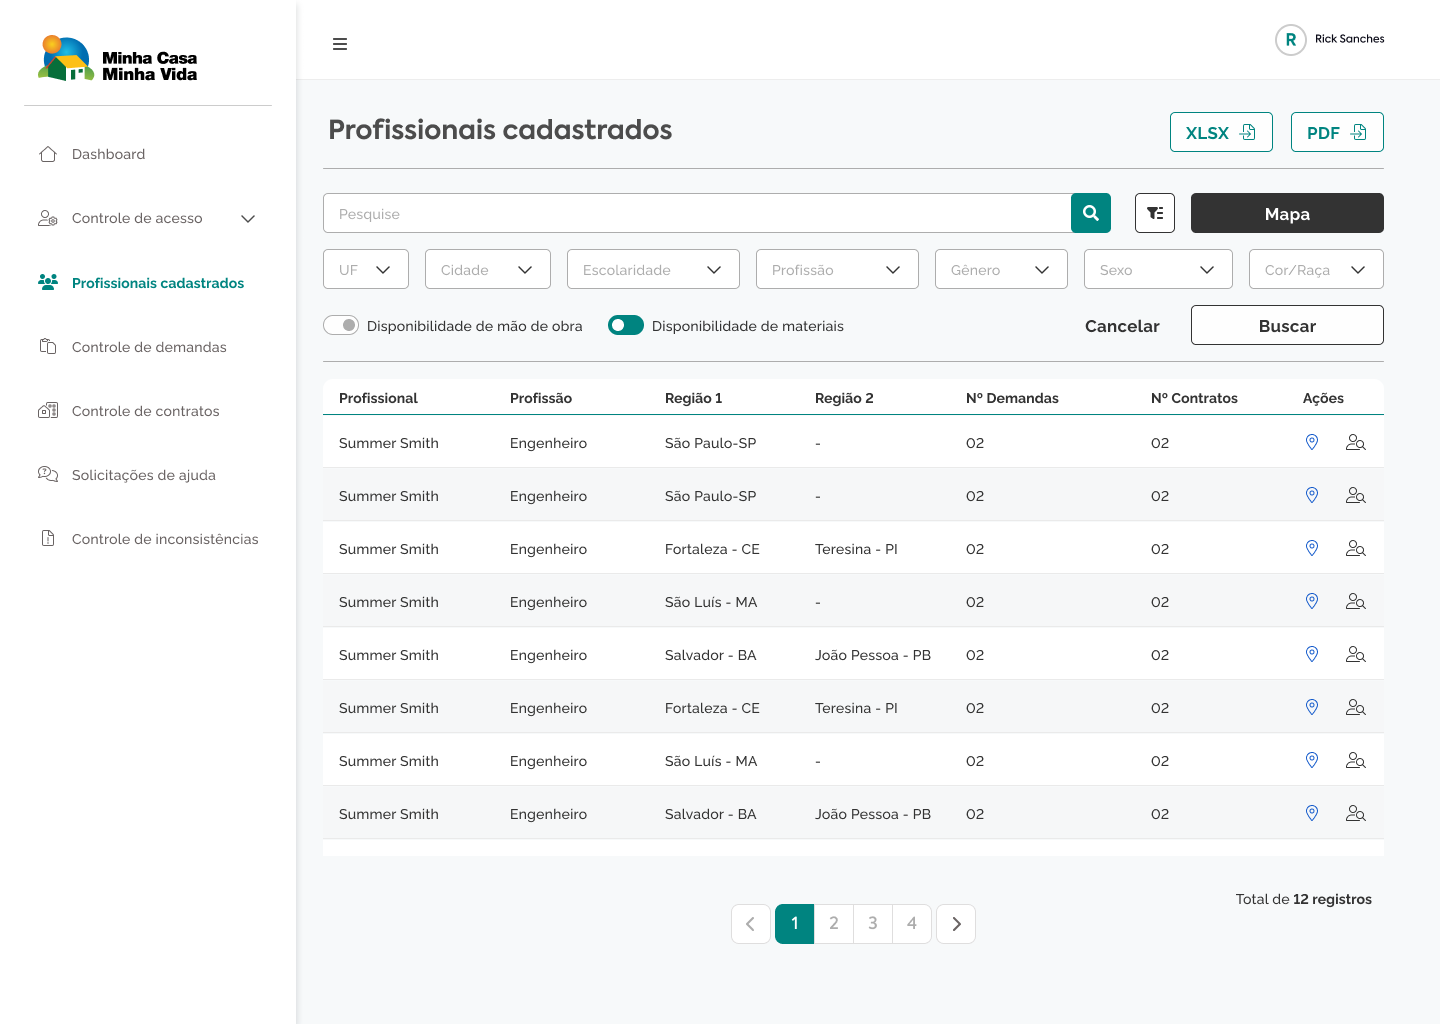 Minha Casa
Minha Vida
Dashboard
Controle de acesso
Profissionais cadastrados
Controle de demandas
Controle de contratos
Solicitações de ajuda
Controle de inconsistências
R Rick Sanches
Profissionais cadastrados
XLSX PDF
Pesquise
Mapa
UF Cidade Escolaridade Profissão Gênero Sexo Cor/Raça
Disponibilidade de mão de obra Disponibilidade de materiais Cancelar Buscar
Profissional Profissão Região 1 Região 2 Nº Demandas Nº Contratos Ações
Summer Smith Engenheiro São Paulo-SP - 02 02
Summer Smith Engenheiro São Paulo-SP - 02 02
Summer Smith Engenheiro Fortaleza - CE Teresina - PI 02 02
Summer Smith Engenheiro São Luís - MA - 02 02
Summer Smith Engenheiro Salvador - BA João Pessoa - PB 02 02
Summer Smith Engenheiro Fortaleza - CE Teresina - PI 02 02
Summer Smith Engenheiro São Luís - MA - 02 02
Summer Smith Engenheiro Salvador - BA João Pessoa - PB 02 02
Total de 12 registros
1 2 3 4